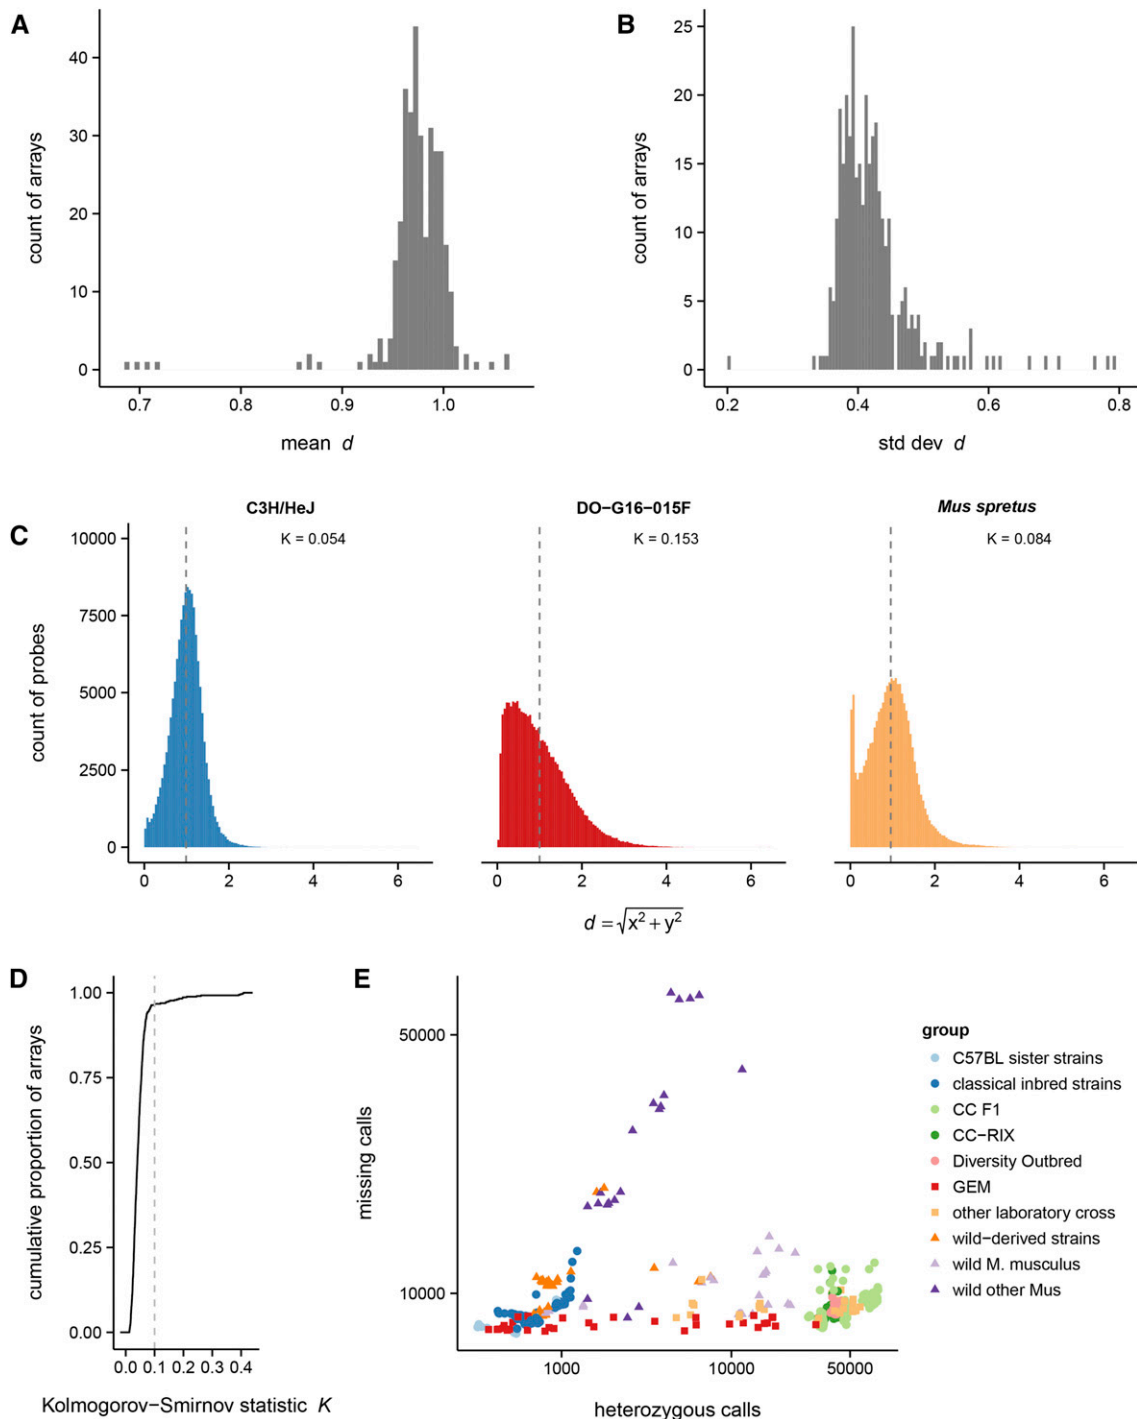 A
B
40
30
20
10
0
count of arrays
0.7 0.8 0.9 1.0
mean d
25
20
15
10
5
0
count of arrays
0.2 0.4 0.6 0.8
std dev d
C
C3H/HeJ
DO−G16−015F
Mus spretus
K = 0.054
K = 0.153
K = 0.084
10000
7500
5000
2500
0
count of probes
0 2 4 6
0 2 4 6
0 2 4 6
d = √x² + y²
D
1.00
0.75
0.50
0.25
0.00
cumulative proportion of arrays
0.0 0.1 0.2 0.3 0.4
Kolmogorov−Smirnov statistic K
E
50000
10000
missing calls
1000 10000 50000
heterozygous calls
group
C57BL sister strains
classical inbred strains
CC F1
CC−RIX
Diversity Outbred
GEM
other laboratory cross
wild−derived strains
wild M. musculus
wild other Mus